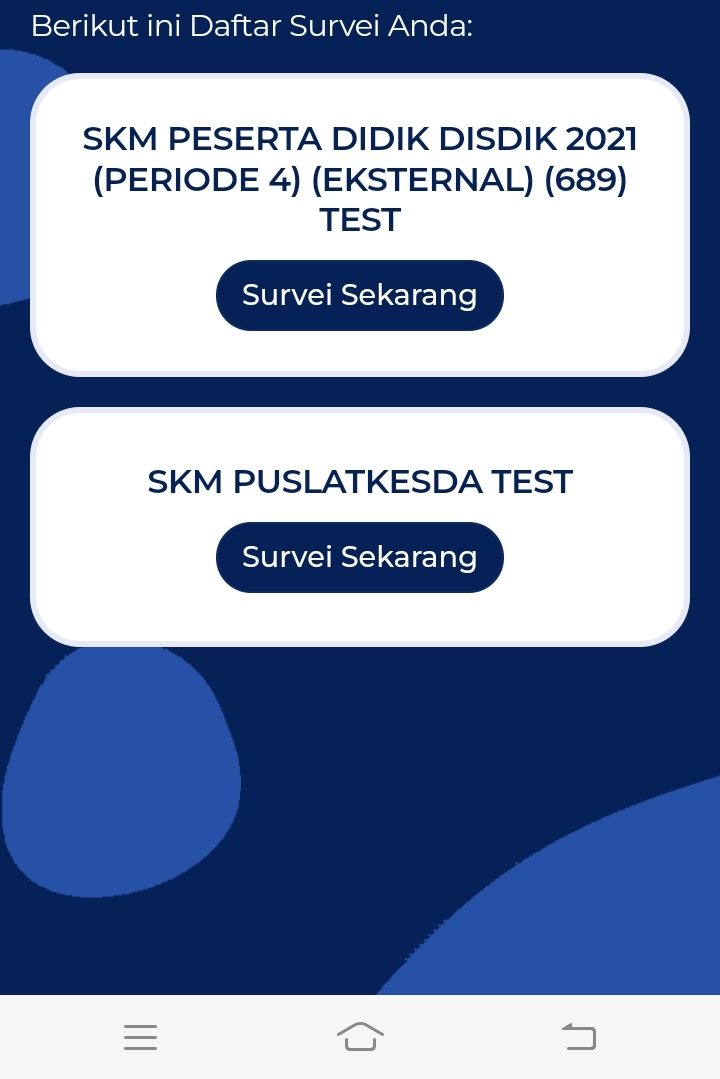 Berikut ini Daftar Survei Anda:
SKM PESERTA DIDIK DISDIK 2021
(PERIODE 4) (EKSTERNAL) (689)
TEST
Survei Sekarang
SKM PUSLATKESDA TEST
Survei Sekarang